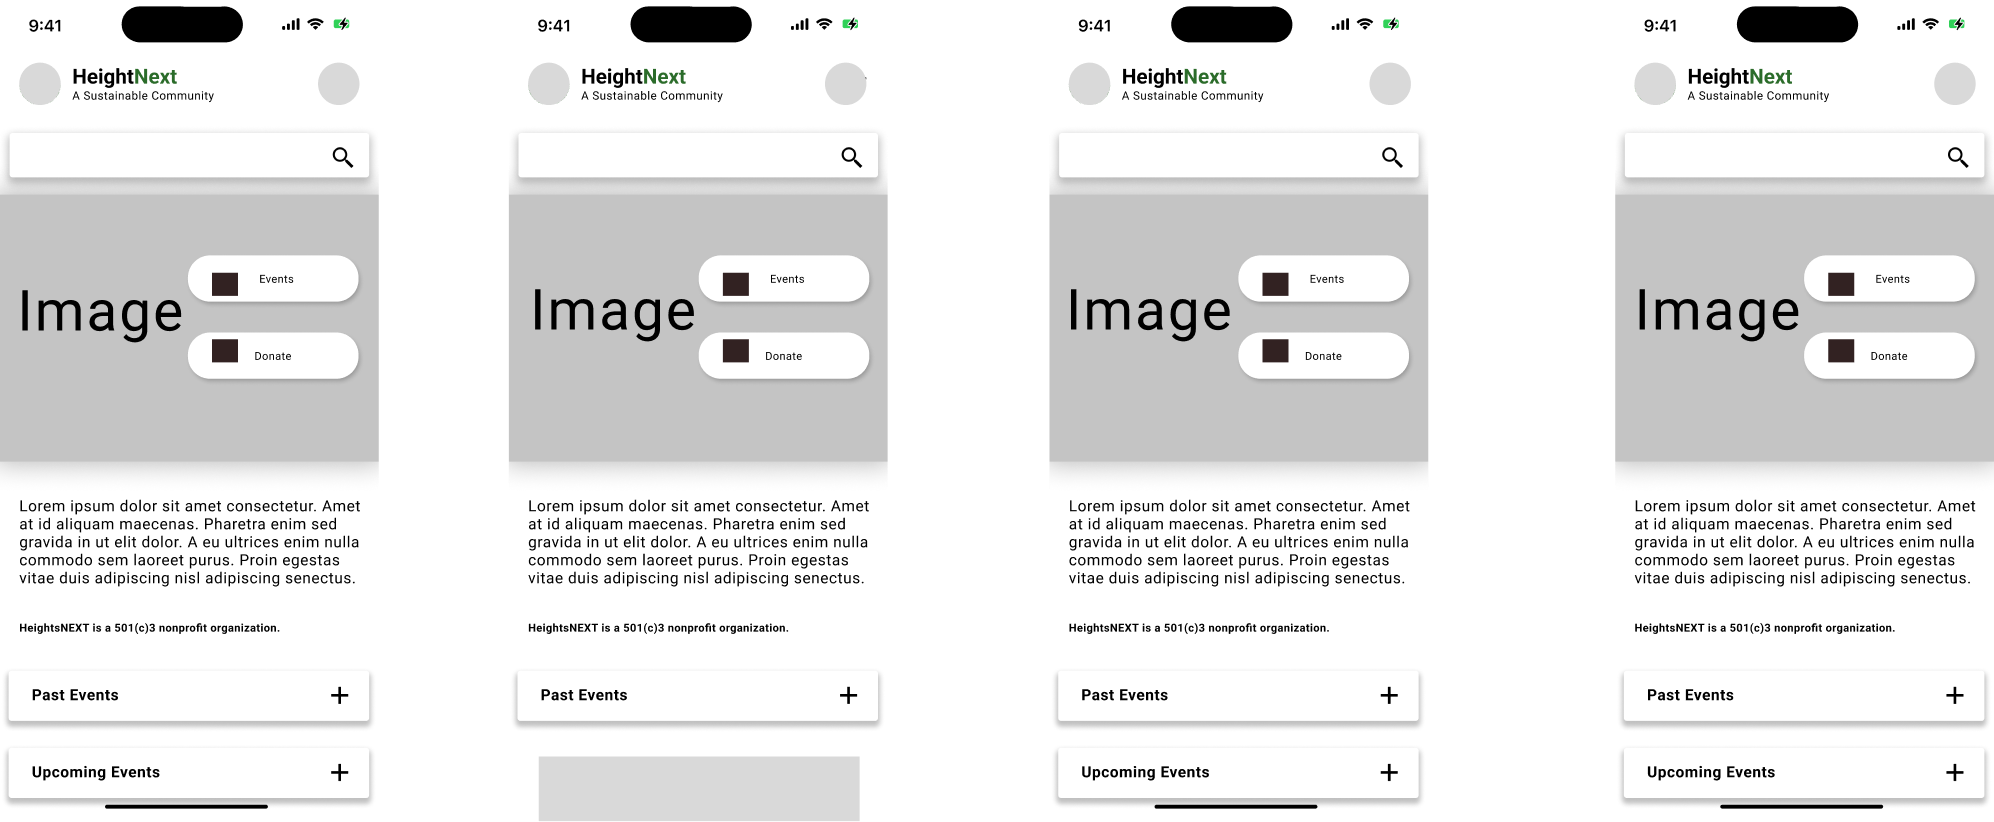 9:41
HeightNext
A Sustainable Community
Image
Events
Donate
Lorem ipsum dolor sit amet consectetur. Amet
at id aliquam maecenas. Pharetra enim sed
gravida in ut elit dolor. A eu ultrices enim nulla
commodo sem laoreet purus. Proin egestas
vitae duis adipiscing nisl adipiscing senectus.
HeightsNEXT is a 501(c)3 nonprofit organization.
Past Events
Upcoming Events
9:41
HeightNext
A Sustainable Community
Image
Events
Donate
Lorem ipsum dolor sit amet consectetur. Amet
at id aliquam maecenas. Pharetra enim sed
gravida in ut elit dolor. A eu ultrices enim nulla
commodo sem laoreet purus. Proin egestas
vitae duis adipiscing nisl adipiscing senectus.
HeightsNEXT is a 501(c)3 nonprofit organization.
Past Events
9:41
HeightNext
A Sustainable Community
Image
Events
Donate
Lorem ipsum dolor sit amet consectetur. Amet
at id aliquam maecenas. Pharetra enim sed
gravida in ut elit dolor. A eu ultrices enim nulla
commodo sem laoreet purus. Proin egestas
vitae duis adipiscing nisl adipiscing senectus.
HeightsNEXT is a 501(c)3 nonprofit organization.
Past Events
Upcoming Events
9:41
HeightNext
A Sustainable Community
Image
Events
Donate
Lorem ipsum dolor sit amet consectetur. Amet
at id aliquam maecenas. Pharetra enim sed
gravida in ut elit dolor. A eu ultrices enim nulla
commodo sem laoreet purus. Proin egestas
vitae duis adipiscing nisl adipiscing senectus.
HeightsNEXT is a 501(c)3 nonprofit organization.
Past Events
Upcoming Events